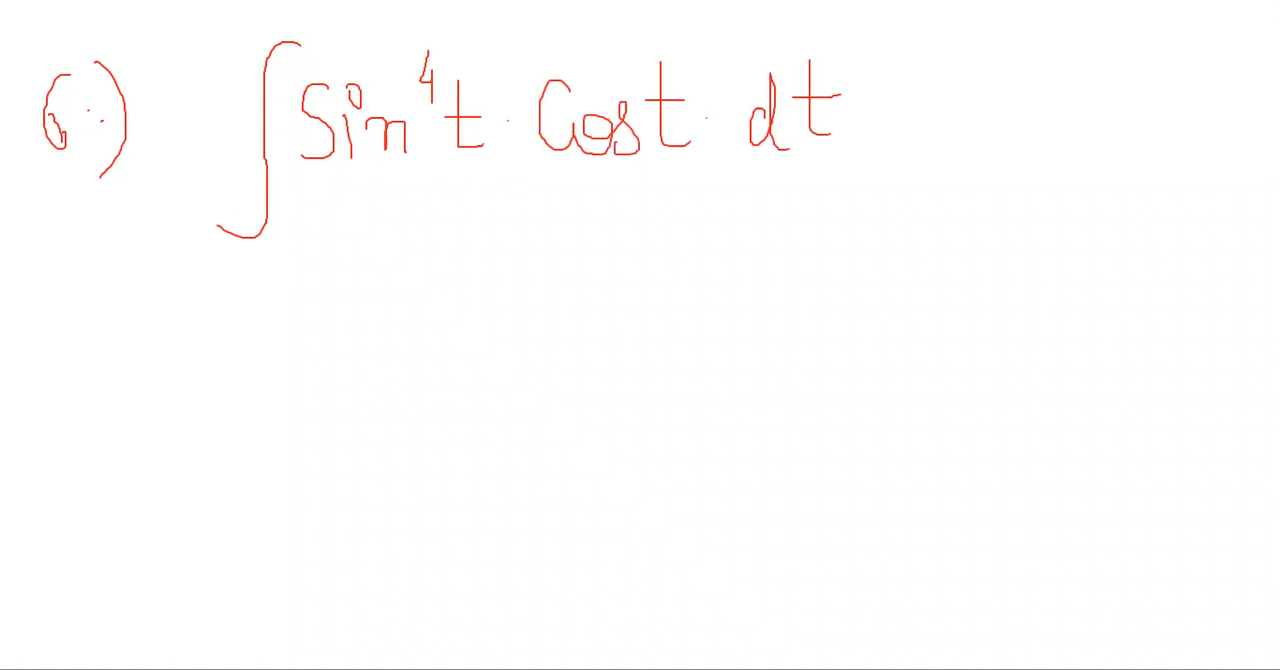 6.) ∫ Sin⁴t · Cost · dt